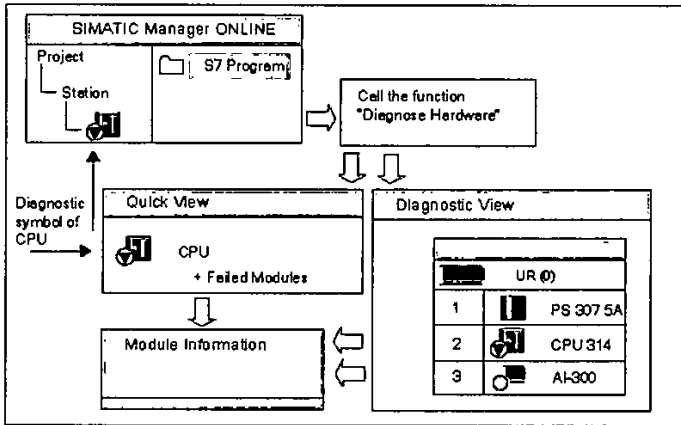 SIMATIC Manager ONLINE
Project
Station
S7 Program
Call the function
"Diagnose Hardware"
Diagnostic
symbol of
CPU
Quick View
CPU
+ Failed Modules
Diagnostic View
UR (0)
1 PS 307 5A
2 CPU 314
3 AI-300
Module Information